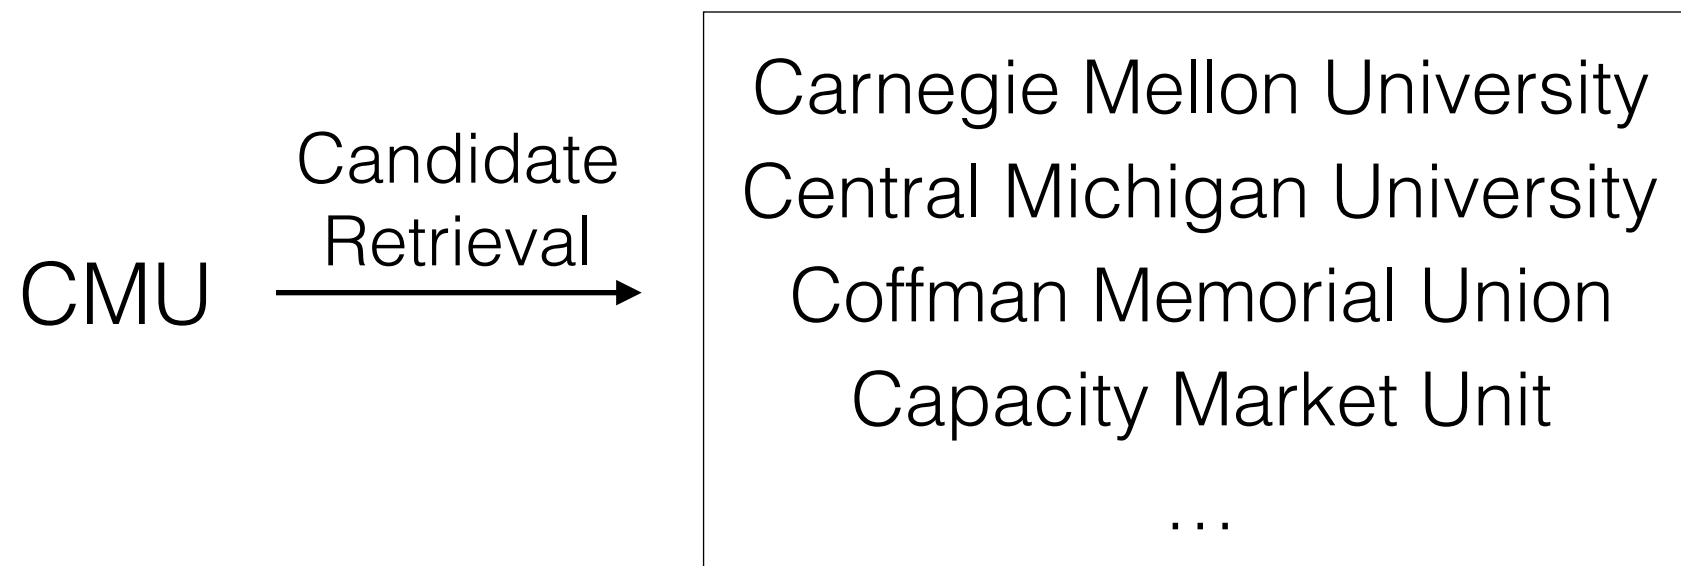 CMU
Candidate
Retrieval
Carnegie Mellon University
Central Michigan University
Coffman Memorial Union
Capacity Market Unit
...